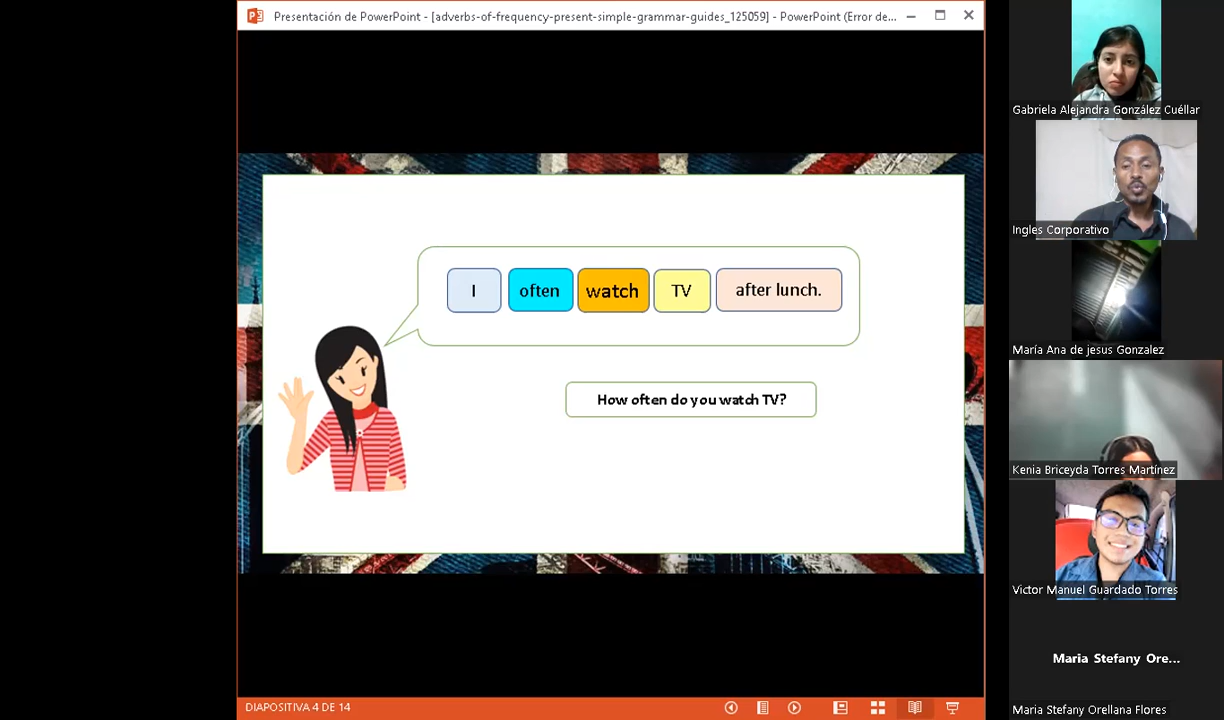 Presentación de PowerPoint - [adverbs-of-frequency-present-simple-grammar-guides_125059] - PowerPoint (Error de...
I often watch TV after lunch.
How often do you watch TV?
DIAPOSITIVA 4 DE 14
Gabriela Alejandra González Cuéllar
Ingles Corporativo
María Ana de jesus Gonzalez
Kenia Briceyda Torres Martínez
Victor Manuel Guardado Torres
Maria Stefany Ore...
Maria Stefany Orellana Flores